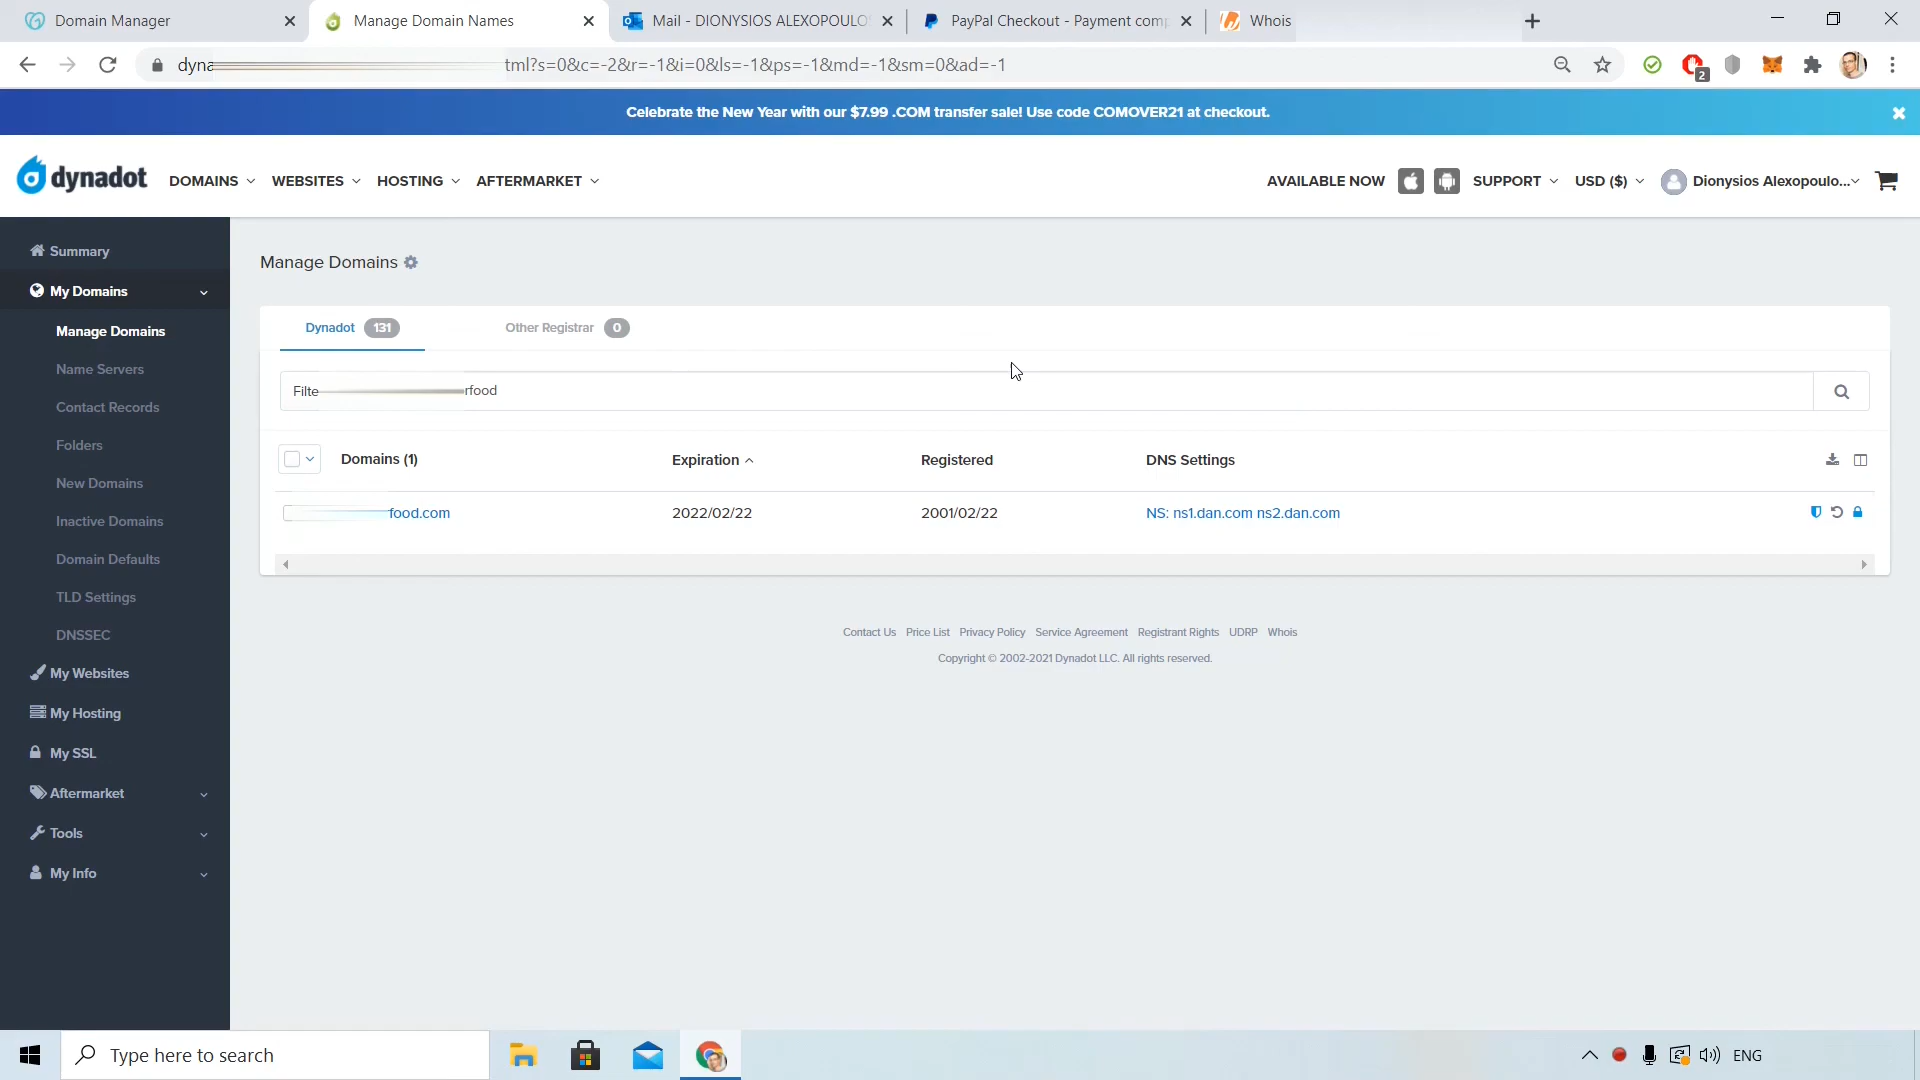 Domain Manager
Manage Domain Names
Mail - DIONYSIOS ALEXOPOULO
PayPal Checkout - Payment comp
Whois
dyna tml?s=0&c=-2&r=-1&i=0&ls=-1&ps=-1&md=-1&sm=0&ad=-1
2
Celebrate the New Year with our $7.99 .COM transfer sale! Use code COMOVER21 at checkout.
dynadot
DOMAINS WEBSITES HOSTING AFTERMARKET
AVAILABLE NOW SUPPORT USD ($) Dionysios Alexopoulo...
Summary
My Domains
Manage Domains
Name Servers
Contact Records
Folders
New Domains
Inactive Domains
Domain Defaults
TLD Settings
DNSSEC
My Websites
My Hosting
My SSL
Aftermarket
Tools
My Info
Manage Domains
Dynadot 131 Other Registrar 0
Filte rfood
Domains (1) Expiration Registered DNS Settings
food.com 2022/02/22 2001/02/22 NS: ns1.dan.com ns2.dan.com
Contact Us Price List Privacy Policy Service Agreement Registrant Rights UDRP Whois
Copyright © 2002-2021 Dynadot LLC. All rights reserved.
Type here to search
ENG